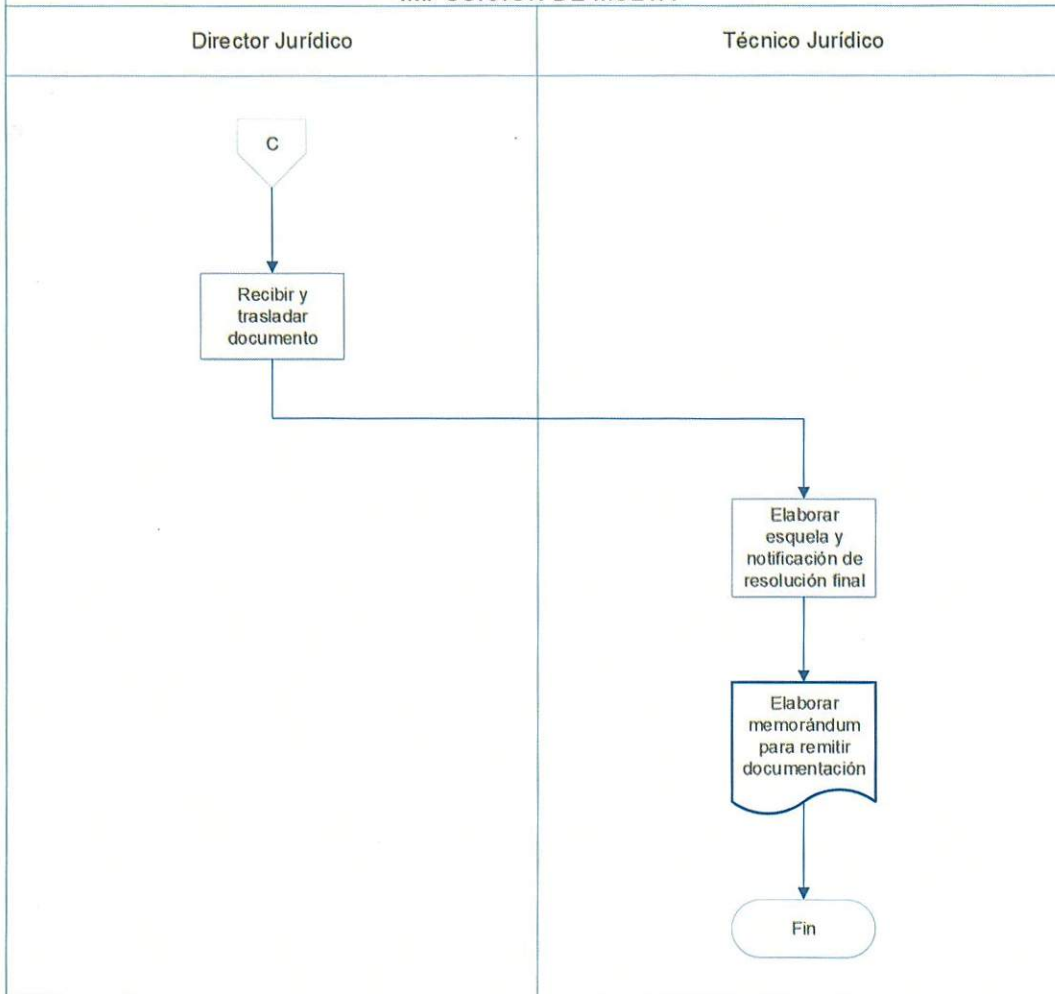 Director Jurídico
Técnico Jurídico
C
Recibir y
trasladar
documento
Elaborar
esquela y
notificación de
resolución final
Elaborar
memorándum
para remitir
documentación
Fin